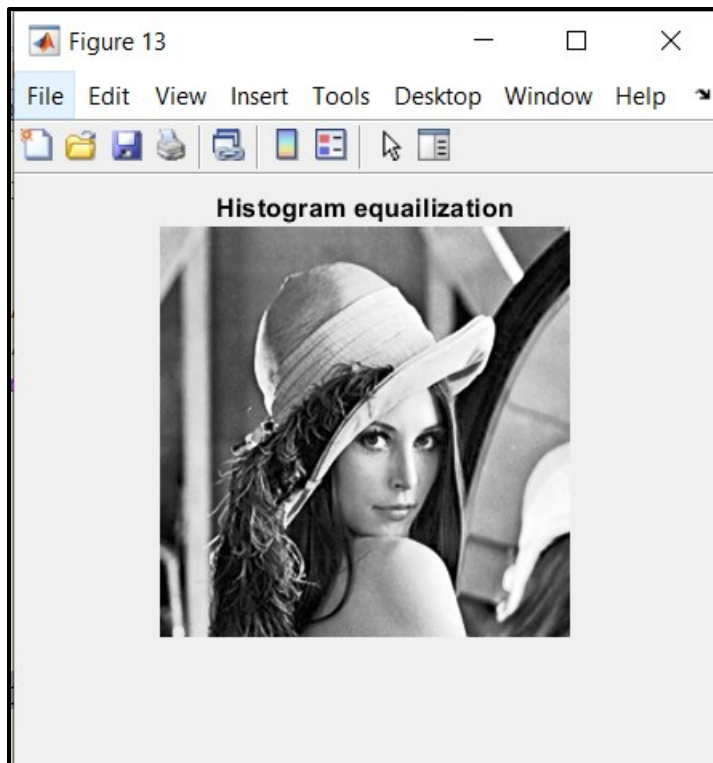 Figure 13
File Edit View Insert Tools Desktop Window Help
Histogram equailization